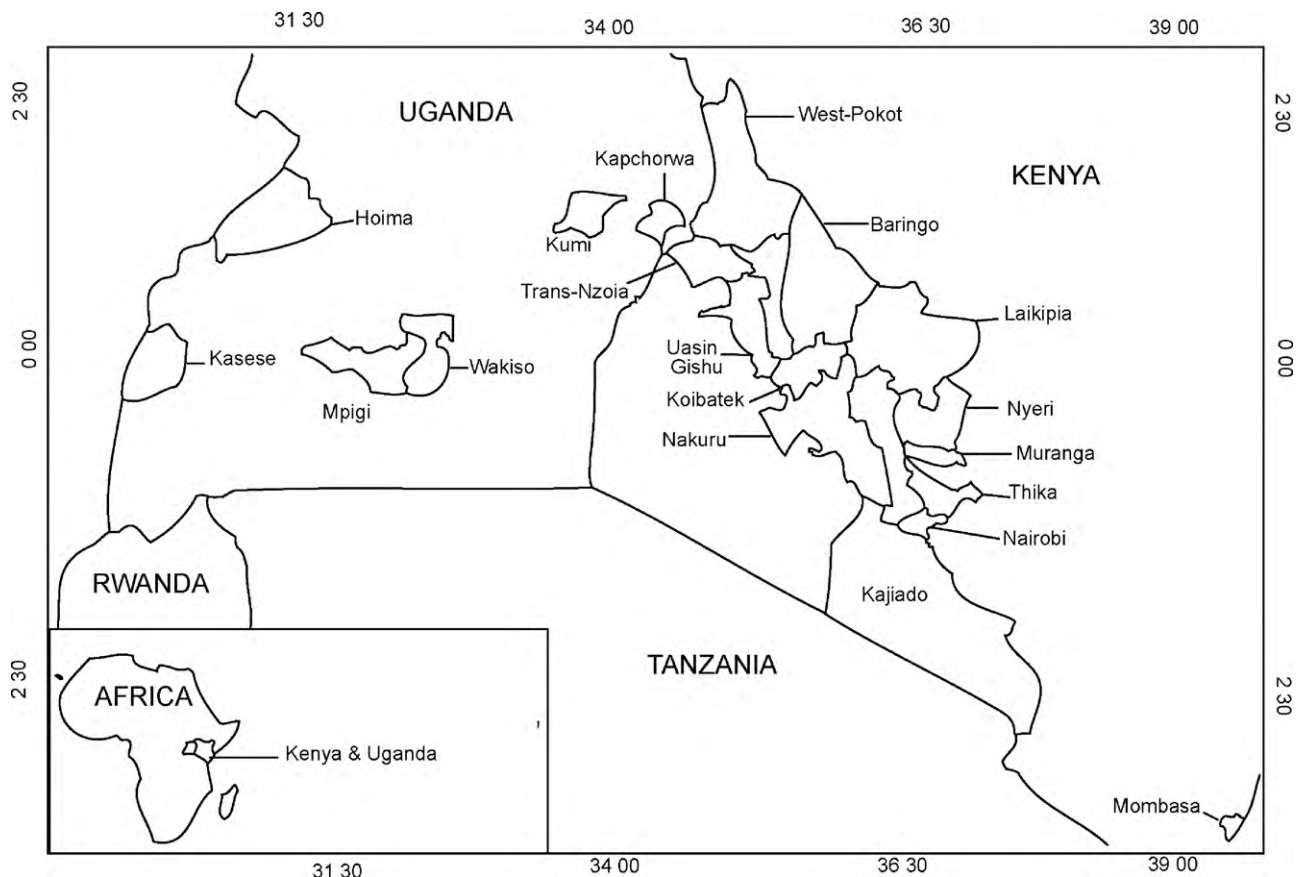 31 30
34 00
36 30
39 00
2 30
2 30
UGANDA
West-Pokot
Kapchorwa
KENYA
Hoima
Kumi
Baringo
Trans-Nzoia
Laikipia
0 00
0 00
Kasese
Wakiso
Uasin
Gishu
Mpigi
Koibatek
Nyeri
Nakuru
Muranga
Thika
Nairobi
RWANDA
Kajiado
TANZANIA
2 30
2 30
AFRICA
Kenya & Uganda
Mombasa
31 30
34 00
36 30
39 00